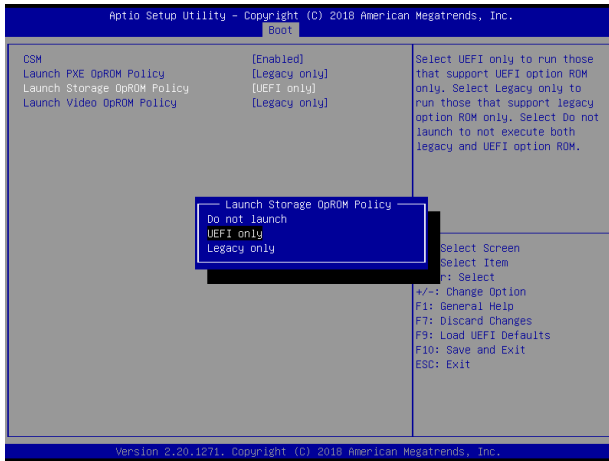 Aptio Setup Utility – Copyright (C) 2018 American Megatrends, Inc.
Boot
CSM [Enabled]
Launch PXE OpROM Policy [Legacy only]
Launch Storage OpROM Policy [UEFI only]
Launch Video OpROM Policy [Legacy only]
Select UEFI only to run those
that support UEFI option ROM
only. Select Legacy only to
run those that support legacy
option ROM only. Select Do not
launch to not execute both
legacy and UEFI option ROM.
Launch Storage OpROM Policy
Do not launch
UEFI only
Legacy only
Select Screen
Select Item
r: Select
+/-: Change Option
F1: General Help
F7: Discard Changes
F9: Load UEFI Defaults
F10: Save and Exit
ESC: Exit
Version 2.20.1271. Copyright (C) 2018 American Megatrends, Inc.